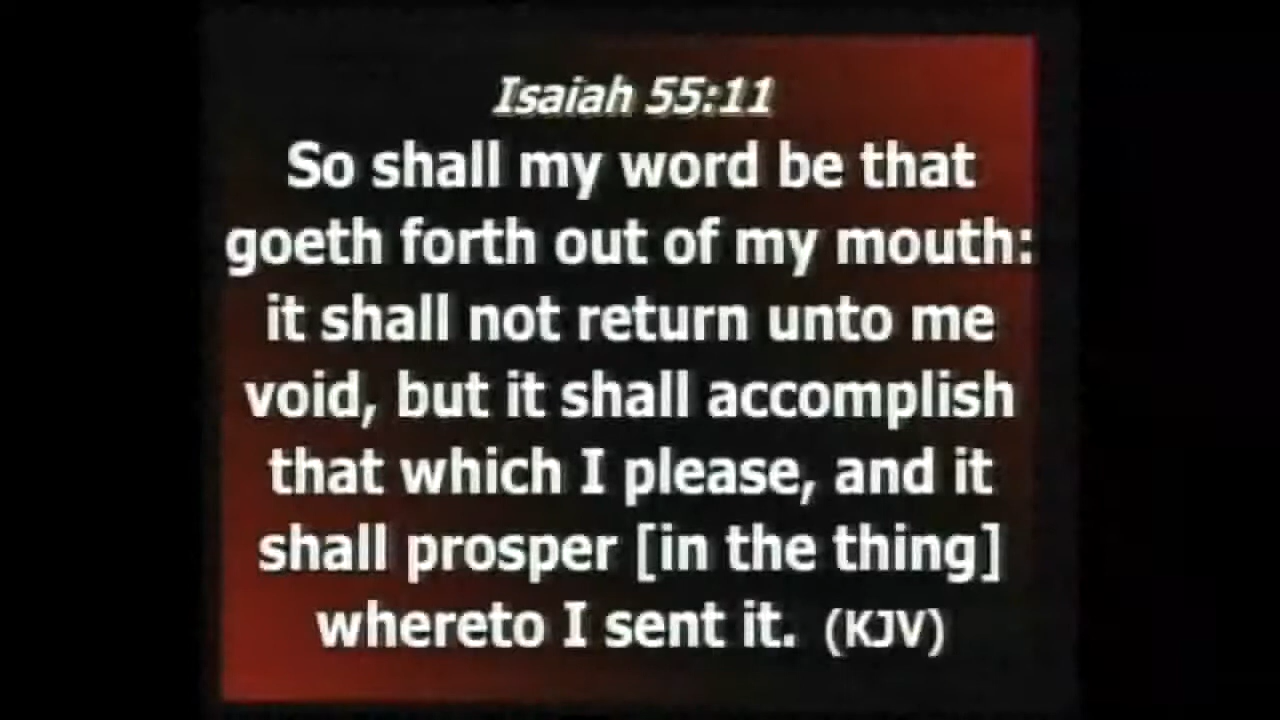 Isaiah 55:11
So shall my word be that
goeth forth out of my mouth:
it shall not return unto me
void, but it shall accomplish
that which I please, and it
shall prosper [in the thing]
whereto I sent it. (KJV)